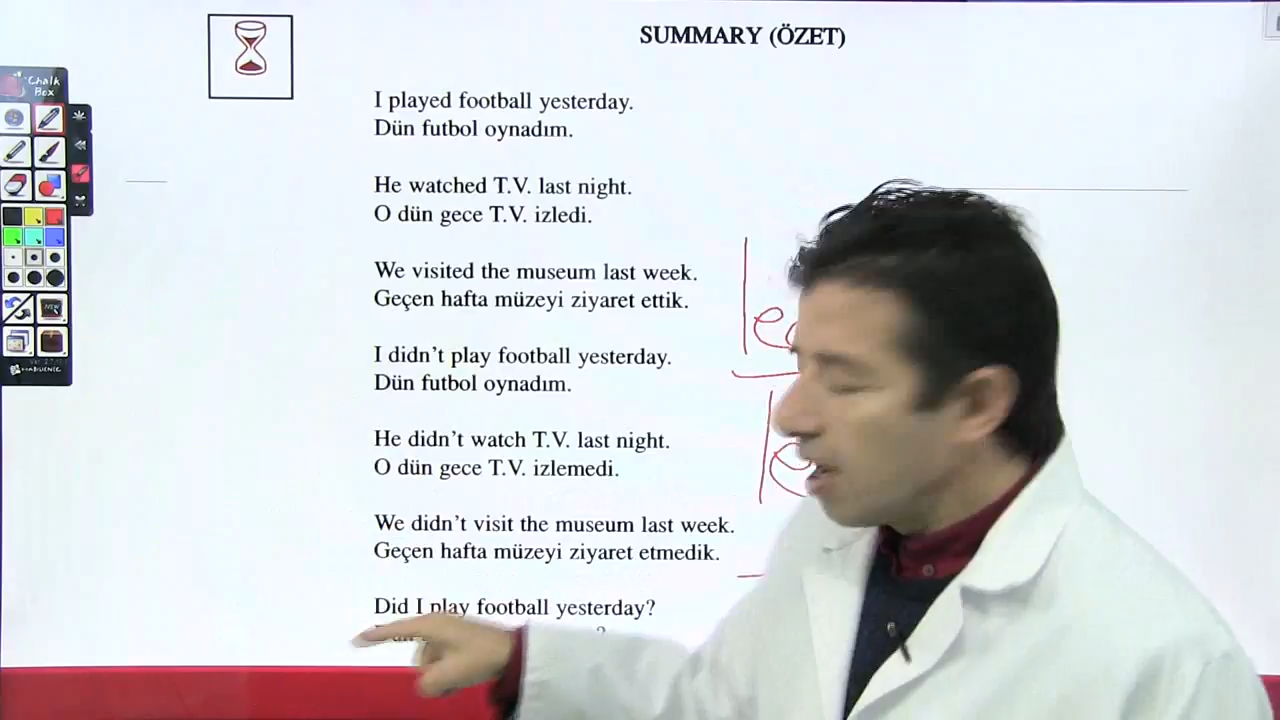 SUMMARY (ÖZET)
Chalk
Box
I played football yesterday.
Dün futbol oynadım.
He watched T.V. last night.
O dün gece T.V. izledi.
We visited the museum last week.
Geçen hafta müzeyi ziyaret ettik.
I didn't play football yesterday.
Dün futbol oynadım.
He didn't watch T.V. last night.
O dün gece T.V. izlemedi.
We didn't visit the museum last week.
Geçen hafta müzeyi ziyaret etmedik.
Did I play football yesterday?